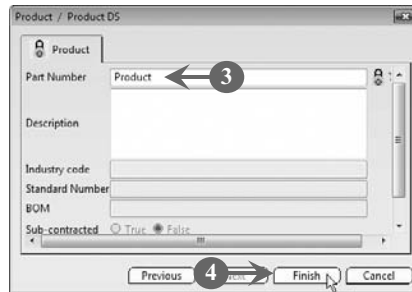 Product / Product DS
Product
Part Number Product 3
Description
Industry code
Standard Number
BOM
Sub-contracted True False
Previous 4 Next Finish Cancel